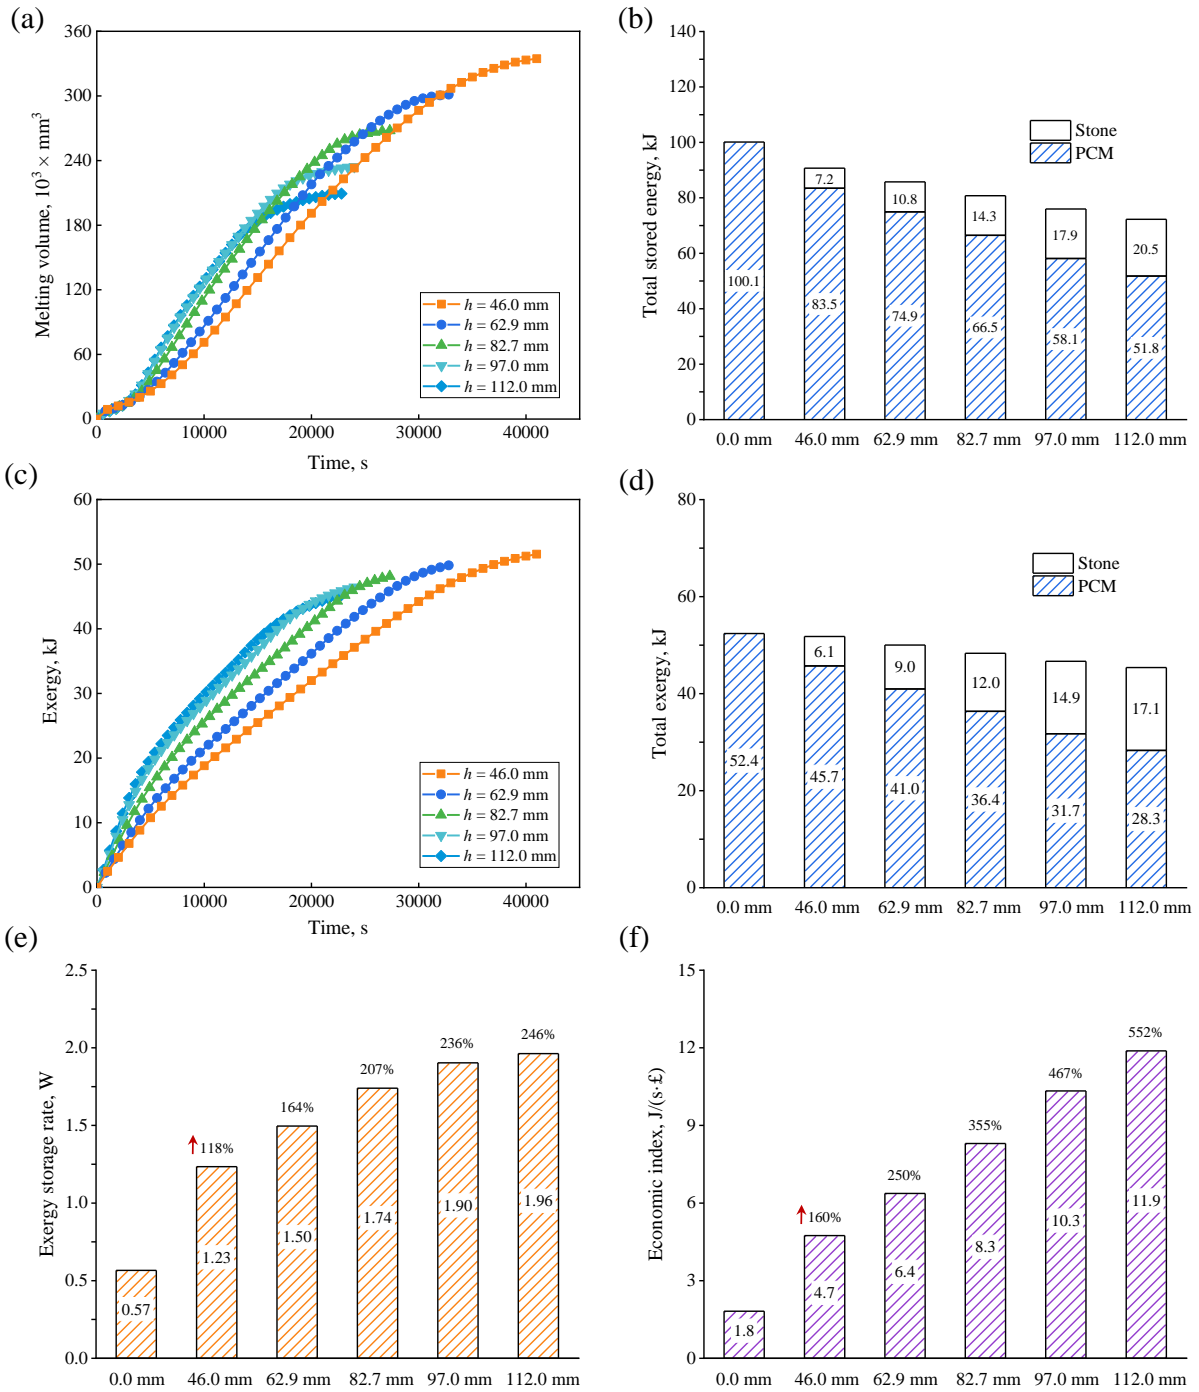 (a)
360
300
240
180
120
60
0
Melting volume, 10³ × mm³
h = 46.0 mm
h = 62.9 mm
h = 82.7 mm
h = 97.0 mm
h = 112.0 mm
0 10000 20000 30000 40000
Time, s
(b)
140
120
100
80
60
40
20
0
Total stored energy, kJ
Stone
PCM
7.2
10.8
14.3
17.9
20.5
100.1
83.5
74.9
66.5
58.1
51.8
0.0 mm 46.0 mm 62.9 mm 82.7 mm 97.0 mm 112.0 mm
(c)
60
50
40
30
20
10
0
Exergy, kJ
h = 46.0 mm
h = 62.9 mm
h = 82.7 mm
h = 97.0 mm
h = 112.0 mm
0 10000 20000 30000 40000
Time, s
(d)
80
60
40
20
0
Total exergy, kJ
Stone
PCM
6.1
9.0
12.0
14.9
17.1
52.4
45.7
41.0
36.4
31.7
28.3
0.0 mm 46.0 mm 62.9 mm 82.7 mm 97.0 mm 112.0 mm
(e)
2.5
2.0
1.5
1.0
0.5
0.0
Exergy storage rate, W
118%
164%
207%
236%
246%
0.57
1.23
1.50
1.74
1.90
1.96
0.0 mm 46.0 mm 62.9 mm 82.7 mm 97.0 mm 112.0 mm
(f)
15
12
9
6
3
0
Economic index, J/(s·£)
160%
250%
355%
467%
552%
1.8
4.7
6.4
8.3
10.3
11.9
0.0 mm 46.0 mm 62.9 mm 82.7 mm 97.0 mm 112.0 mm